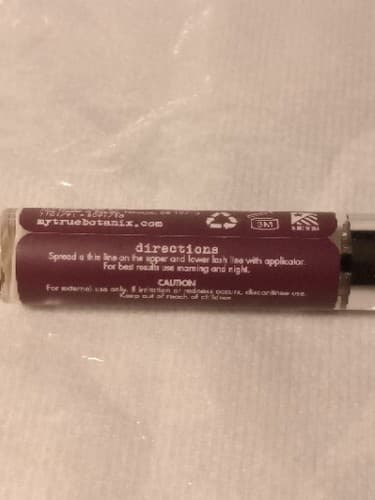 mytruebotanix.com
3M
directions
Spread a thin line on the upper and lower lash line with applicator.
For best results use morning and night.
CAUTION
For external use only. If irritation or redness occurs, discontinue use.
Keep out of reach of children